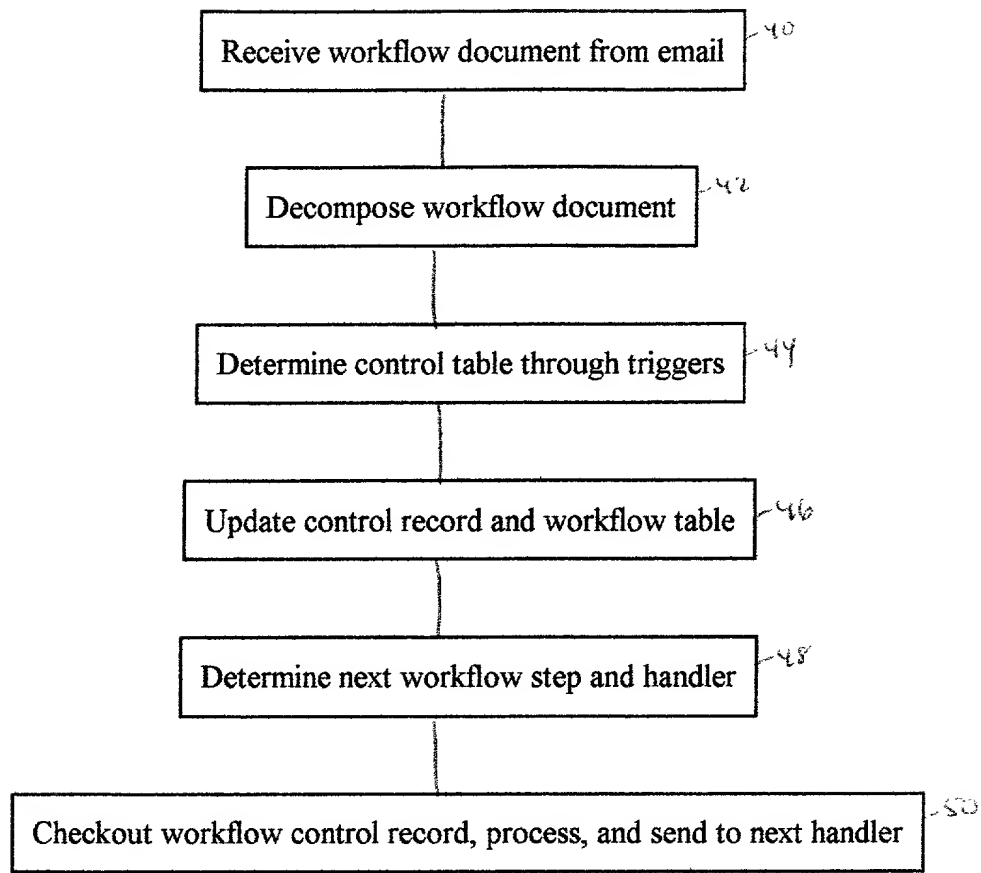 Receive workflow document from email
40
Decompose workflow document
42
Determine control table through triggers
44
Update control record and workflow table
46
Determine next workflow step and handler
48
Checkout workflow control record, process, and send to next handler
50